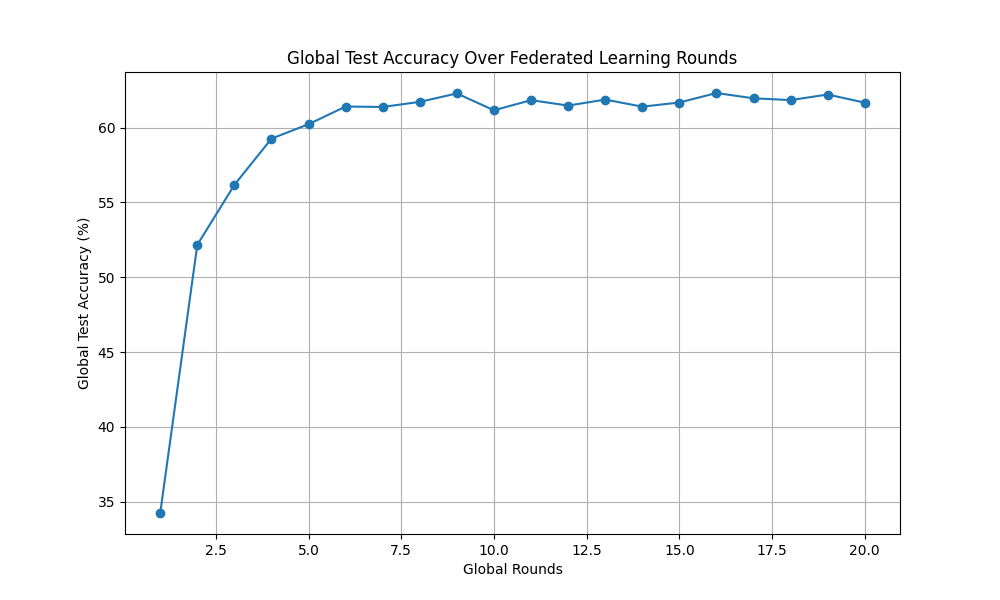 Global Test Accuracy Over Federated Learning Rounds
Global Test Accuracy (%)
60
55
50
45
40
35
2.5 5.0 7.5 10.0 12.5 15.0 17.5 20.0
Global Rounds